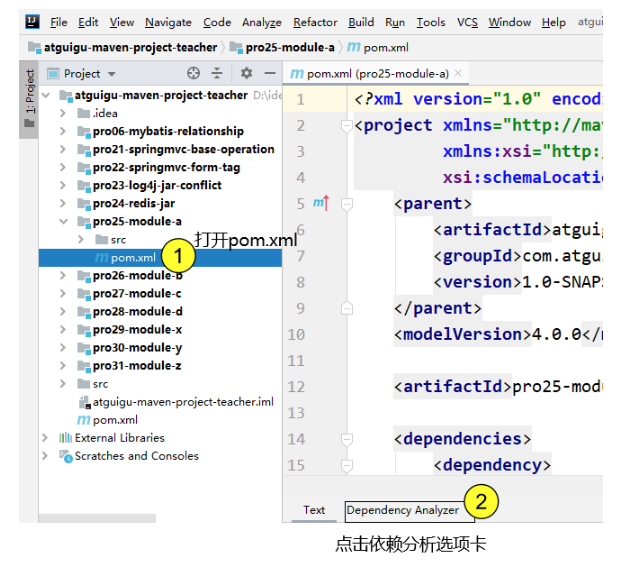 File Edit View Navigate Code Analyze Refactor Build Run Tools VCS Window Help atgui
atguigu-maven-project-teacher pro25-module-a pom.xml
1: Project
Project
pom.xml (pro25-module-a)
atguigu-maven-project-teacher D:\ide
.idea
pro06-mybatis-relationship
pro21-springmvc-base-operation
pro22-springmvc-form-tag
pro23-log4j-jar-conflict
pro24-redis-jar
pro25-module-a
src
pom.xml
1
打开pom.xml
pro26-module-b
pro27-module-c
pro28-module-d
pro29-module-x
pro30-module-y
pro31-module-z
src
atguigu-maven-project-teacher.iml
pom.xml
External Libraries
Scratches and Consoles
1 <?xml version="1.0" encod
2 <project xmlns="http://ma
3 xmlns:xsi="http:
4 xsi:schemaLocati
5 <parent>
6 <artifactId>atgui
7 <groupId>com.atgu
8 <version>1.0-SNAP
9 </parent>
10 <modelVersion>4.0.0</
11
12 <artifactId>pro25-mod
13
14 <dependencies>
15 <dependency>
Text Dependency Analyzer 2
点击依赖分析选项卡